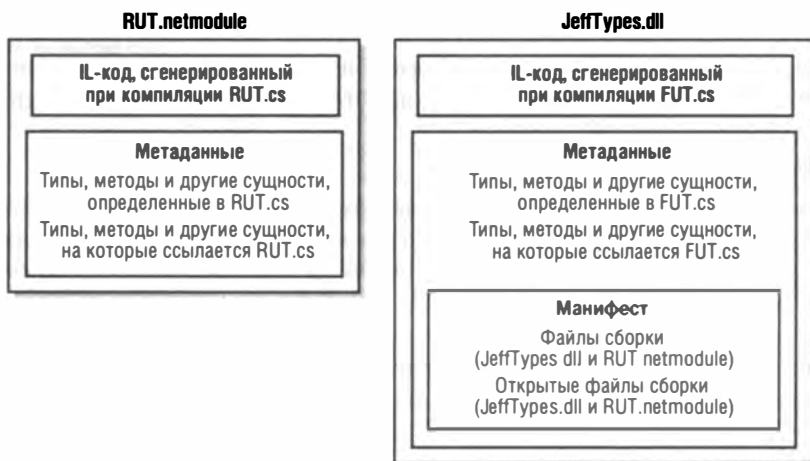 RUT.netmodule
IL-код, сгенерированный
при компиляции RUT.cs
Метаданные
Типы, методы и другие сущности,
определенные в RUT.cs
Типы, методы и другие сущности,
на которые ссылается RUT.cs
JeffTypes.dll
IL-код, сгенерированный
при компиляции FUT.cs
Метаданные
Типы, методы и другие сущности,
определенные в FUT.cs
Типы, методы и другие сущности,
на которые ссылается FUT.cs
Манифест
Файлы сборки
(JeffTypes dll и RUT netmodule)
Открытые файлы сборки
(JeffTypes.dll и RUT.netmodule)